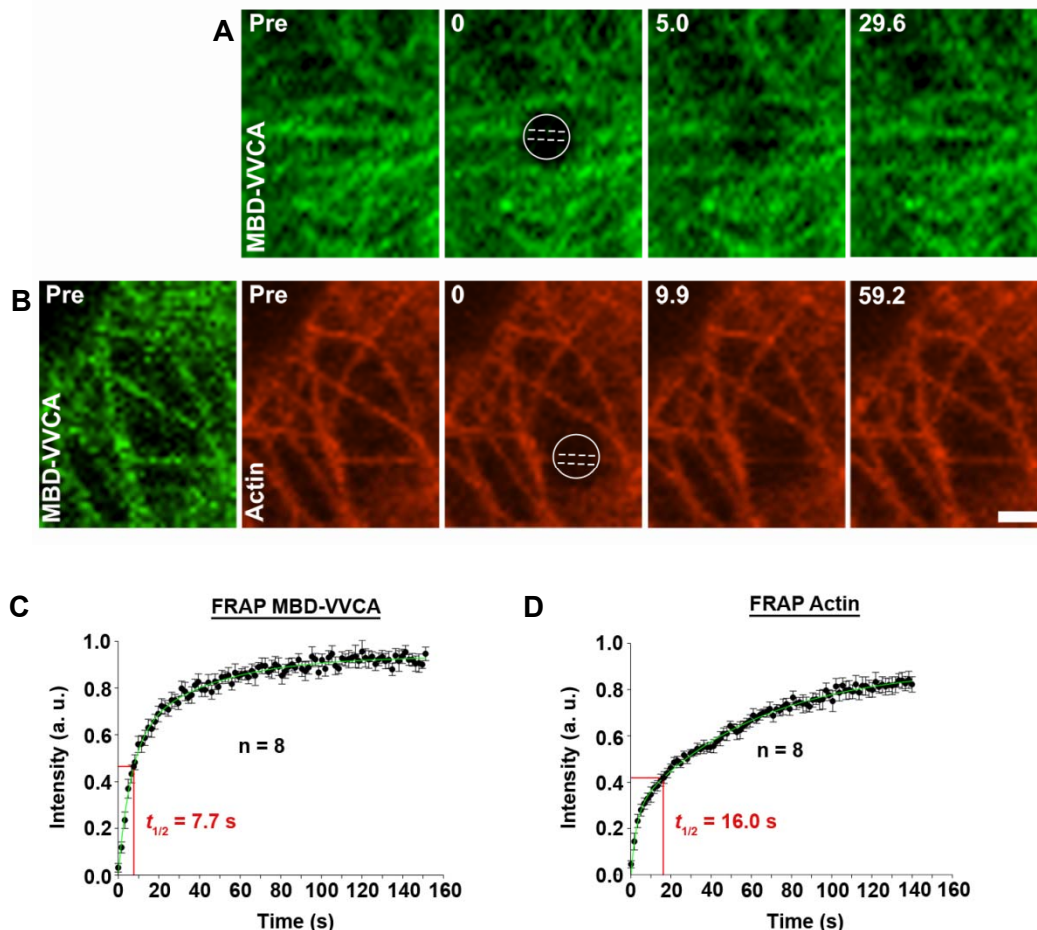 A
Pre
0
5.0
29.6
MBD-VVCA
B
Pre
Pre
0
9.9
59.2
MBD-VVCA
Actin
C
FRAP MBD-VVCA
1.0
0.8
0.6
0.4
0.2
0.0
Intensity (a. u.)
n = 8
t1/2 = 7.7 s
0 20 40 60 80 100 120 140 160
Time (s)
D
FRAP Actin
1.0
0.8
0.6
0.4
0.2
0.0
Intensity (a. u.)
n = 8
t1/2 = 16.0 s
0 20 40 60 80 100 120 140 160
Time (s)